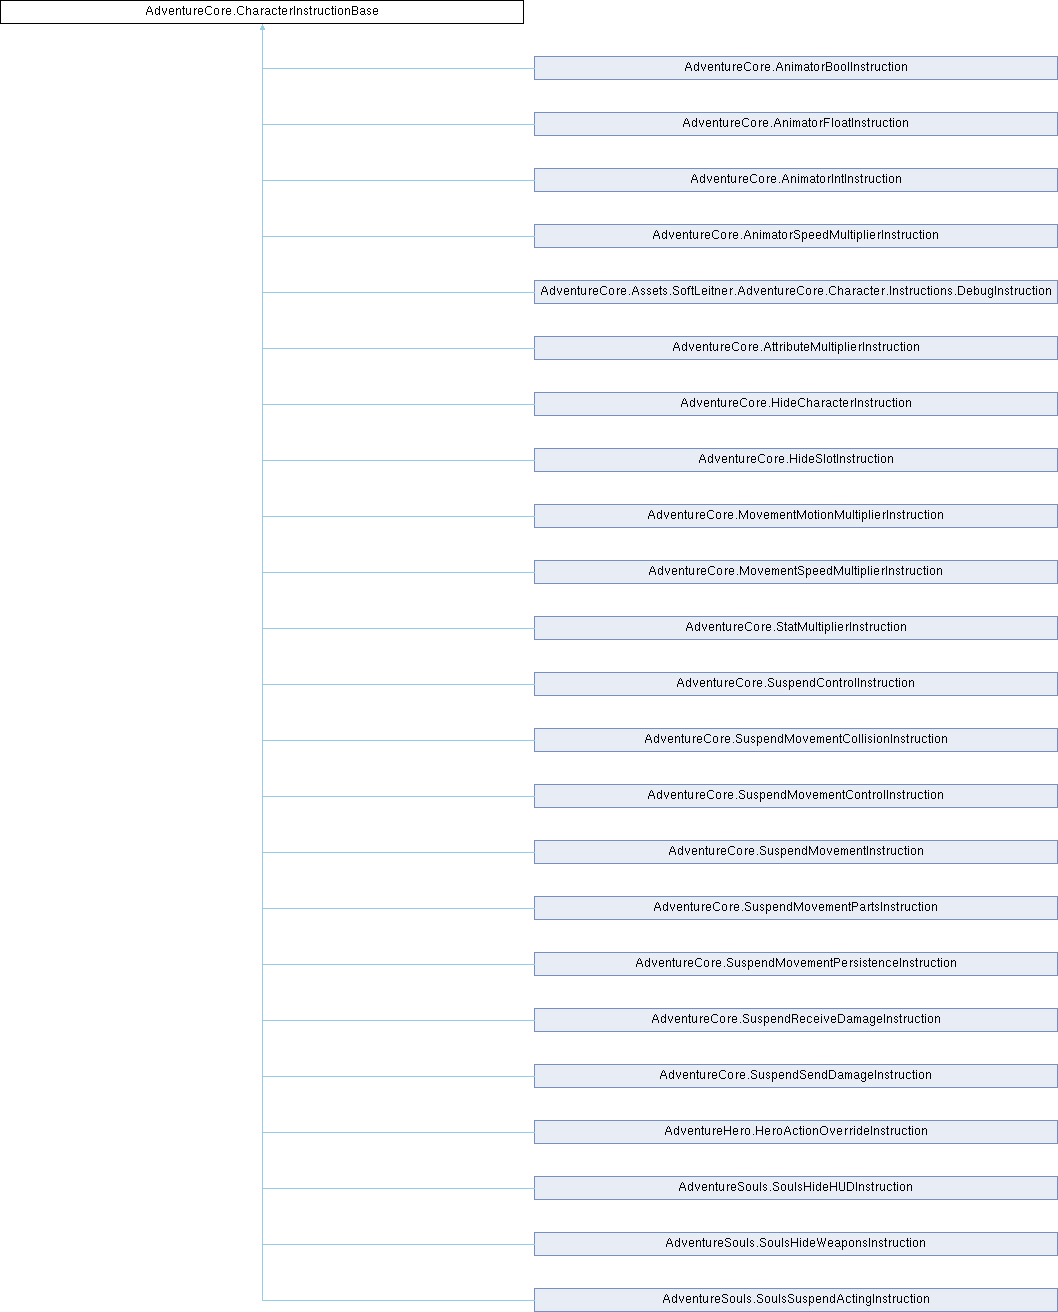 AdventureCore.CharacterInstructionBase
AdventureCore.AnimatorBoolInstruction
AdventureCore.AnimatorFloatInstruction
AdventureCore.AnimatorIntInstruction
AdventureCore.AnimatorSpeedMultiplierInstruction
AdventureCore.Assets.SoftLeitner.AdventureCore.Character.Instructions.DebugInstruction
AdventureCore.AttributeMultiplierInstruction
AdventureCore.HideCharacterInstruction
AdventureCore.HideSlotInstruction
AdventureCore.MovementMotionMultiplierInstruction
AdventureCore.MovementSpeedMultiplierInstruction
AdventureCore.StatMultiplierInstruction
AdventureCore.SuspendControlInstruction
AdventureCore.SuspendMovementCollisionInstruction
AdventureCore.SuspendMovementControlInstruction
AdventureCore.SuspendMovementInstruction
AdventureCore.SuspendMovementPartsInstruction
AdventureCore.SuspendMovementPersistenceInstruction
AdventureCore.SuspendReceiveDamageInstruction
AdventureCore.SuspendSendDamageInstruction
AdventureHero.HeroActionOverrideInstruction
AdventureSouls.SoulsHideHUDInstruction
AdventureSouls.SoulsHideWeaponsInstruction
AdventureSouls.SoulsSuspendActingInstruction